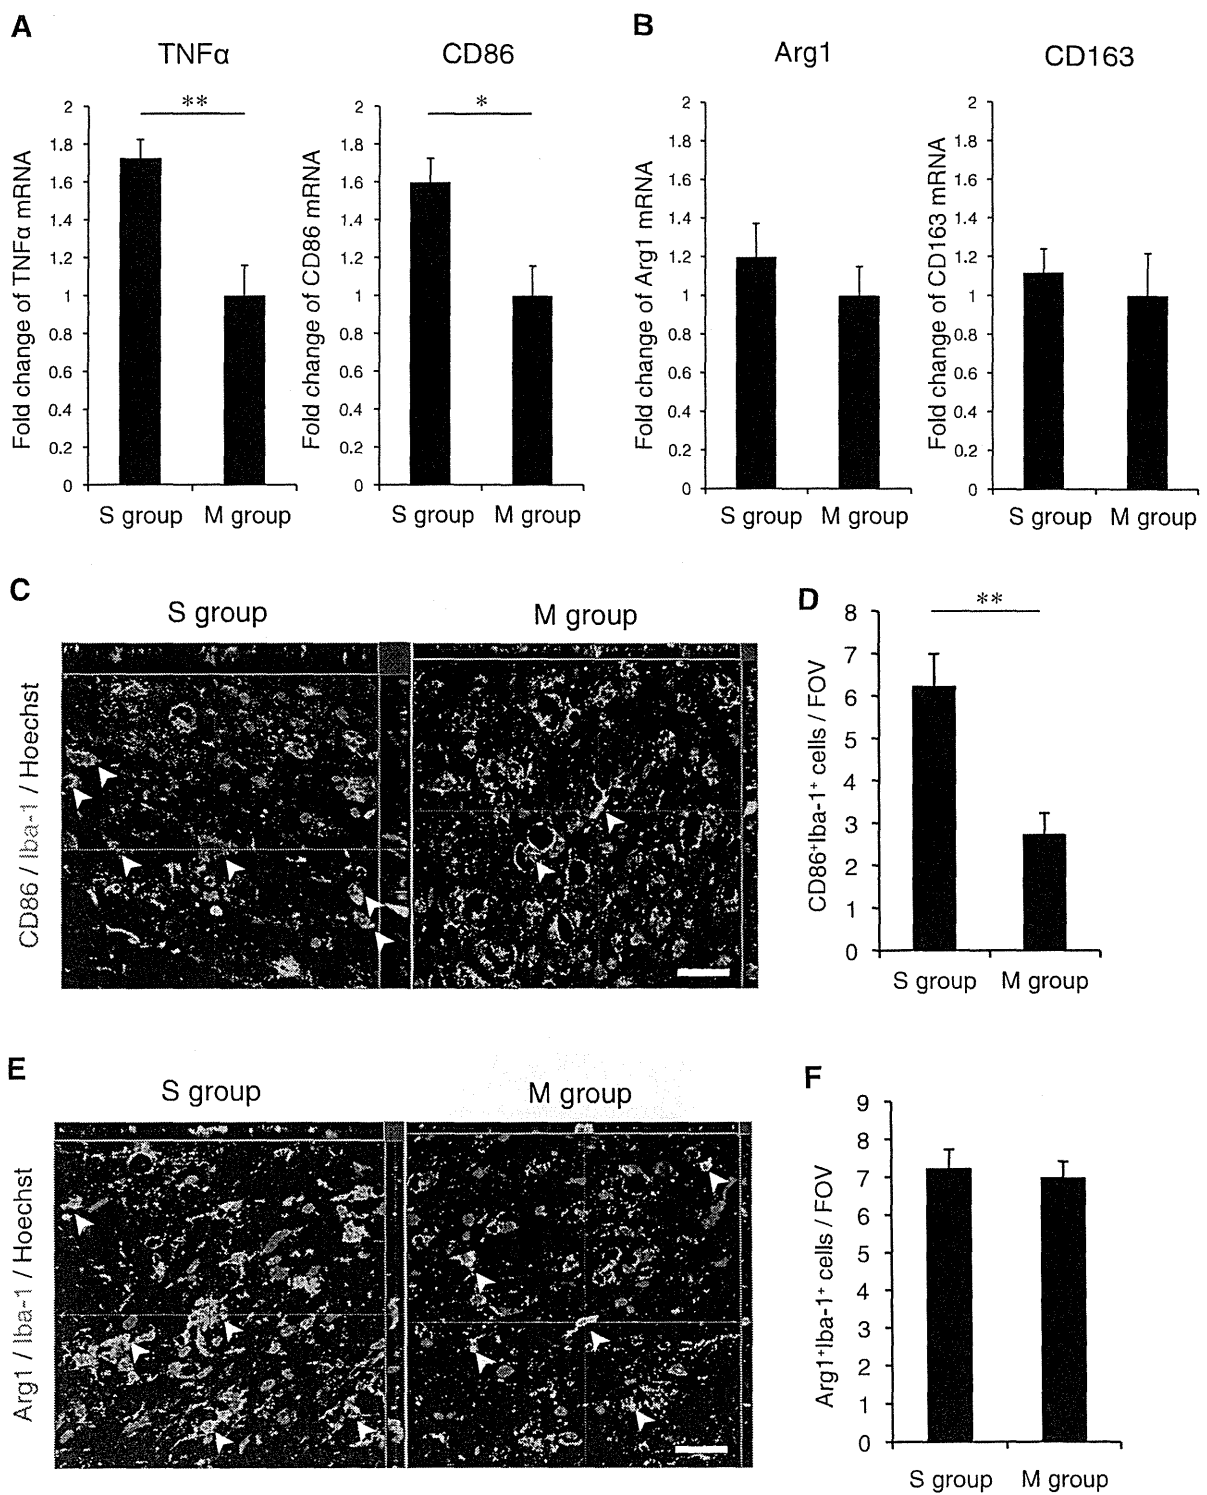 A
TNFα
**
Fold change of TNFα mRNA
2
1.8
1.6
1.4
1.2
1
0.8
0.6
0.4
0.2
0
S group M group
CD86
*
Fold change of CD86 mRNA
2
1.8
1.6
1.4
1.2
1
0.8
0.6
0.4
0.2
0
S group M group
B
Arg1
Fold change of Arg1 mRNA
2
1.8
1.6
1.4
1.2
1
0.8
0.6
0.4
0.2
0
S group M group
CD163
Fold change of CD163 mRNA
2
1.8
1.6
1.4
1.2
1
0.8
0.6
0.4
0.2
0
S group M group
C
S group
M group
CD86 / Iba-1 / Hoechst
D
**
CD86⁺Iba-1⁺ cells / FOV
8
7
6
5
4
3
2
1
0
S group M group
E
S group
M group
Arg1 / Iba-1 / Hoechst
F
Arg1⁺Iba-1⁺ cells / FOV
9
8
7
6
5
4
3
2
1
0
S group M group